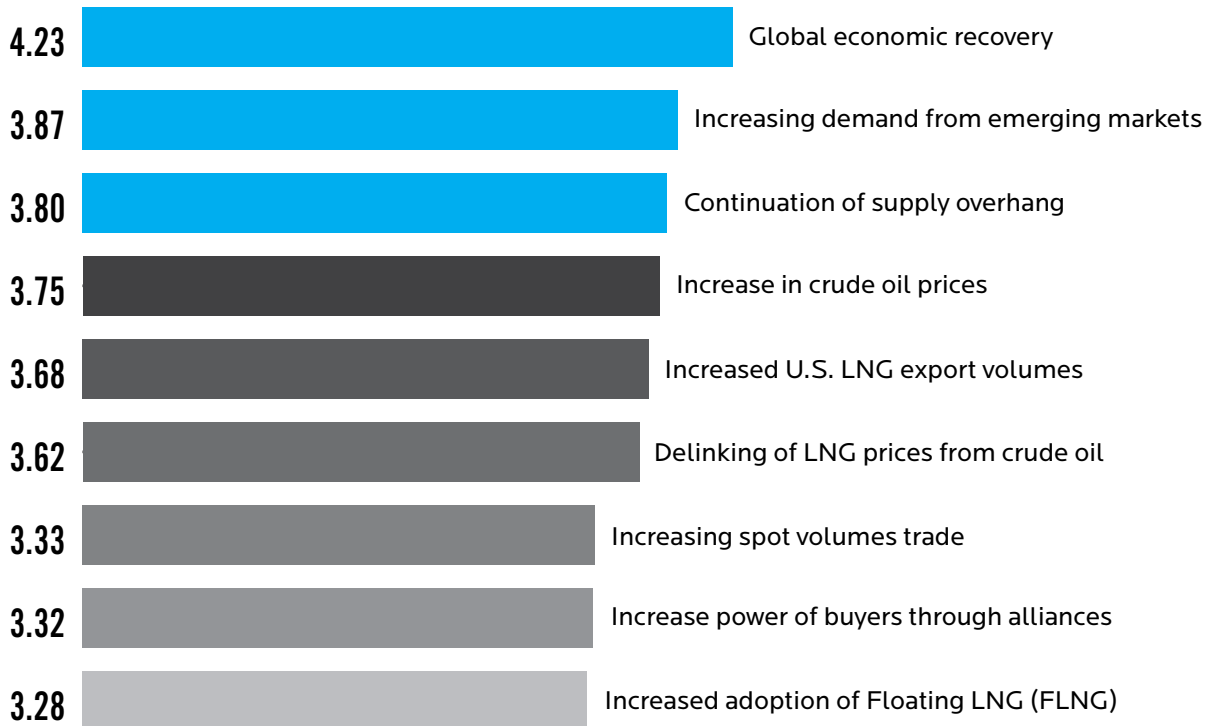 4.23 Global economic recovery
3.87 Increasing demand from emerging markets
3.80 Continuation of supply overhang
3.75 Increase in crude oil prices
3.68 Increased U.S. LNG export volumes
3.62 Delinking of LNG prices from crude oil
3.33 Increasing spot volumes trade
3.32 Increase power of buyers through alliances
3.28 Increased adoption of Floating LNG (FLNG)